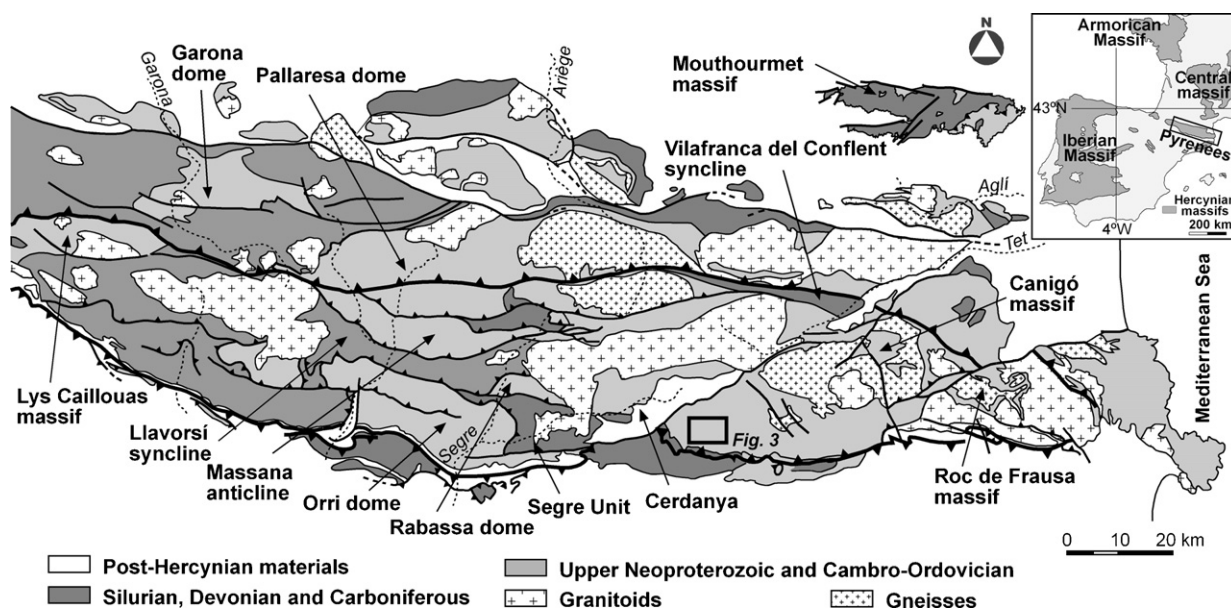 Garona
dome
Pallaresa dome
Garona
Ariège
N
Mouthourmet
massif
Vilafranca del Conflent
syncline
Armorican
Massif
Central
massif
43ºN
Iberian
Massif
Pyrenees
Hercynian
massifs
4ºW
200 km
Aglí
Tet
Canigó
massif
Mediterranean Sea
Lys Caillouas
massif
Llavorsí
syncline
Massana
anticline
Orri dome
Segre
Rabassa dome
Segre Unit
Cerdanya
Fig. 3
Roc de Frausa
massif
0 10 20 km
Post-Hercynian materials
Upper Neoproterozoic and Cambro-Ordovician
Silurian, Devonian and Carboniferous
Granitoids
Gneisses